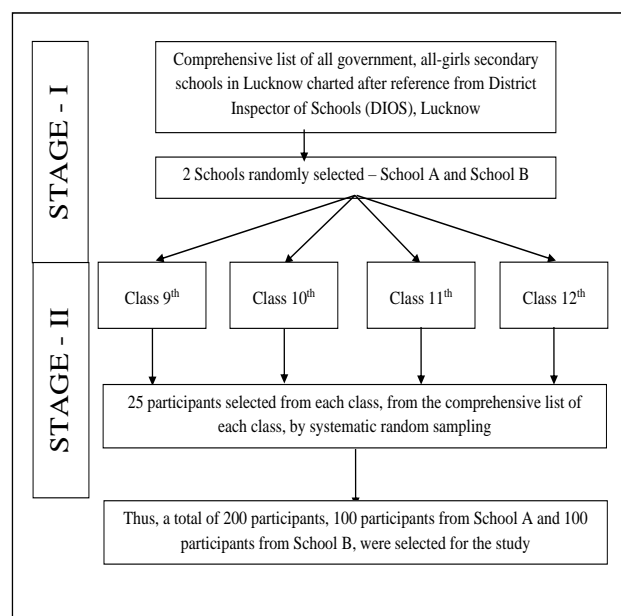 STAGE - I
Comprehensive list of all government, all-girls secondary
schools in Lucknow charted after reference from District
Inspector of Schools (DIOS), Lucknow
2 Schools randomly selected – School A and School B
STAGE - II
Class 9th
Class 10th
Class 11th
Class 12th
25 participants selected from each class, from the comprehensive list of
each class, by systematic random sampling
Thus, a total of 200 participants, 100 participants from School A and 100
participants from School B, were selected for the study